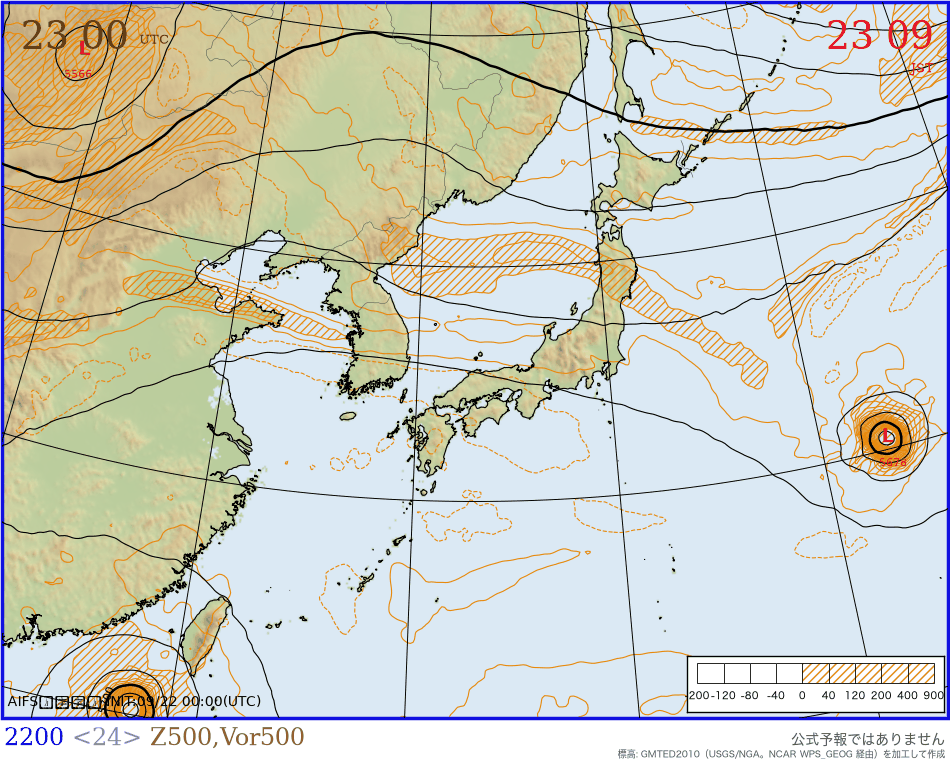 23 00 UTC
23 09
JST
L
5566
L
5676
AIFS INIT:09/22 00:00(UTC)
-200 -120 -80 -40 0 40 120 200 400 900
2200 <24> Z500,Vor500
公式予報ではありません
標高: GMTED2010（USGS/NGA。NCAR WPS_GEOG 経由）を加工して作成